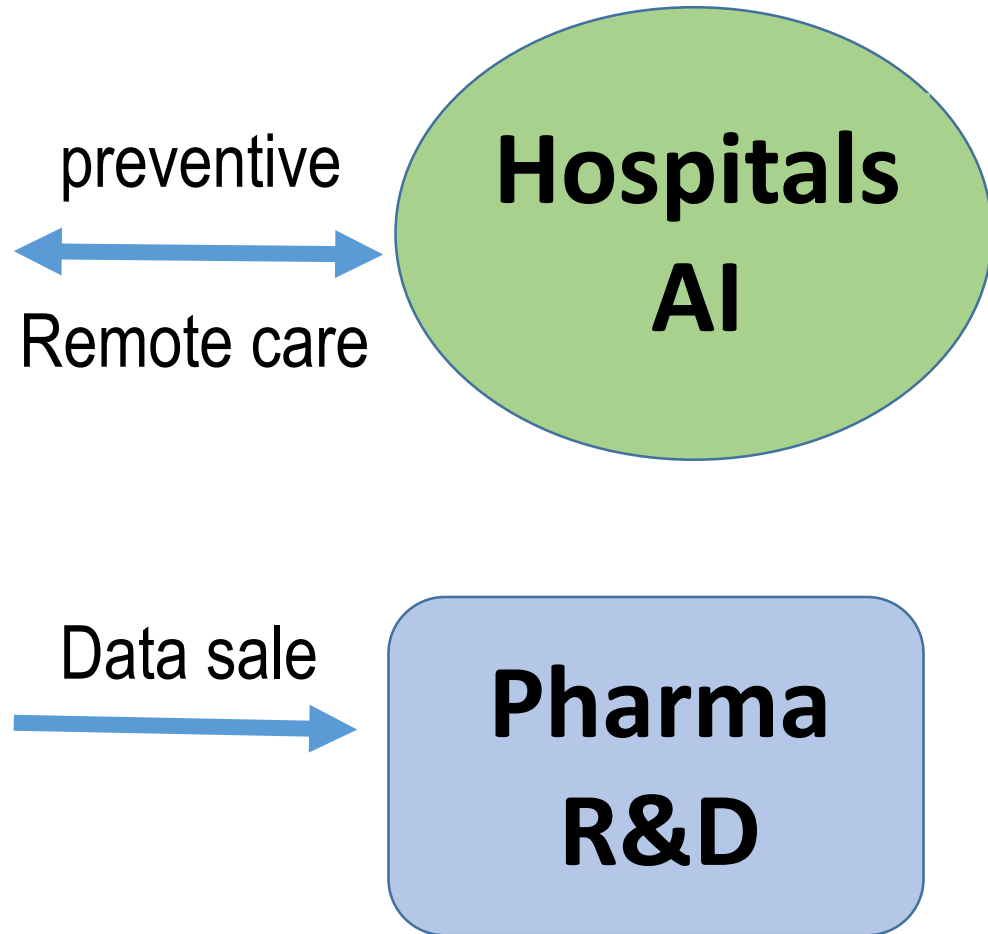 preventive
Remote care
Hospitals
AI
Data sale
Pharma
R&D